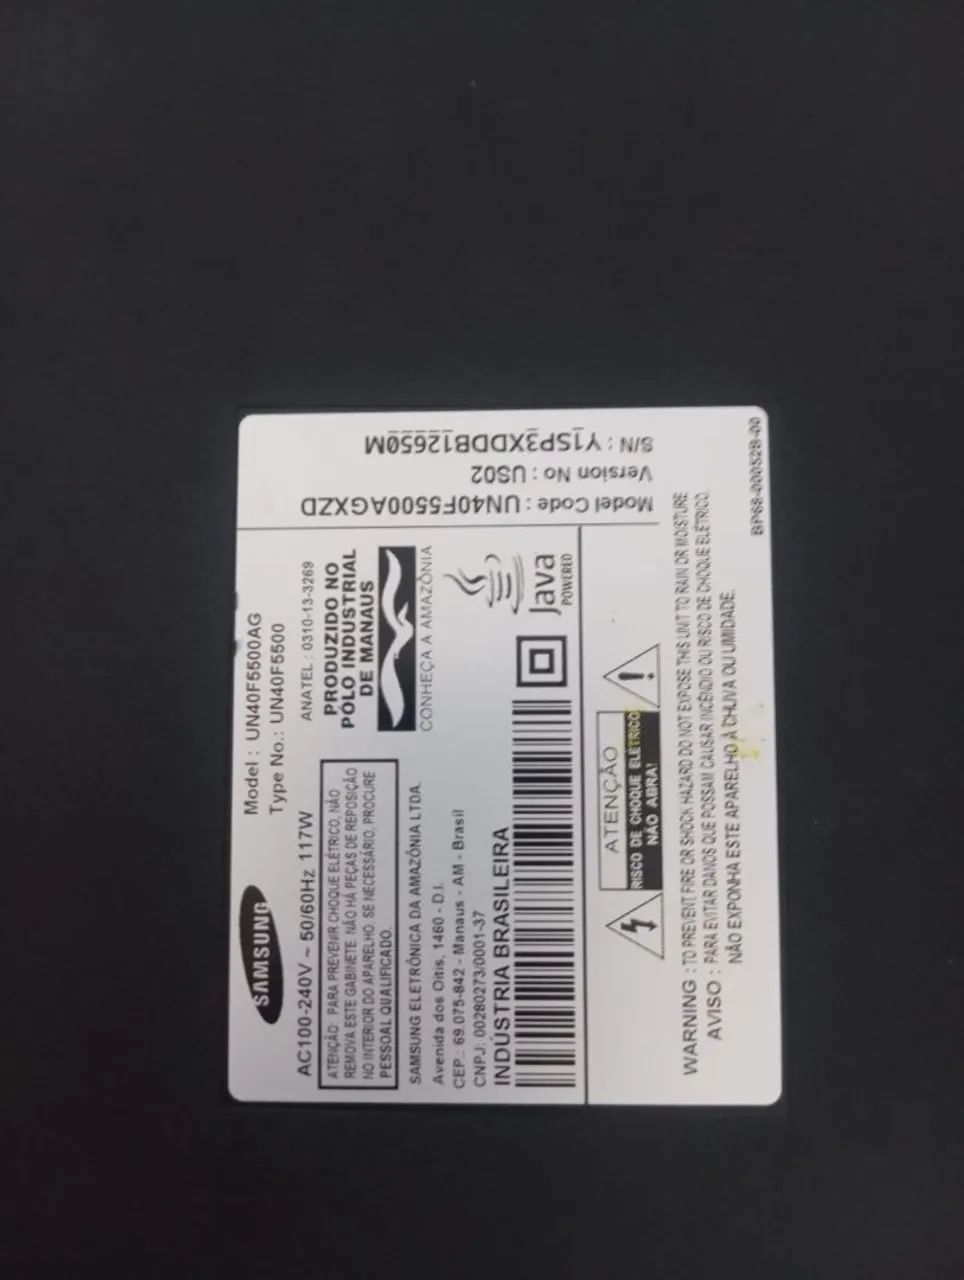 SAMSUNG
Model : UN40F5500AG
Type No.: UN40F5500
AC100-240V ~ 50/60Hz 117W
ANATEL : 0310-13-3269
ATENÇÃO: PARA PREVENIR CHOQUE ELÉTRICO, NÃO
REMOVA ESTE GABINETE. NÃO HÁ PEÇAS DE REPOSIÇÃO
NO INTERIOR DO APARELHO. SE NECESSÁRIO, PROCURE
PESSOAL QUALIFICADO.
PRODUZIDO NO
PÓLO INDUSTRIAL
DE MANAUS
CONHEÇA A AMAZÔNIA
SAMSUNG ELETRÔNICA DA AMAZÔNIA LTDA.
Avenida dos Oitis, 1460 - D.I.
CEP.: 69.075-842 - Manaus - AM - Brasil
CNPJ: 00280273/0001-37
INDÚSTRIA BRASILEIRA
Java
POWERED
Model Code : UN40F5500AGXZD
Version No : US02
S/N : Y1SP3XDDB12650M
ATENÇÃO
RISCO DE CHOQUE ELÉTRICO
NÃO ABRA!
WARNING : TO PREVENT FIRE OR SHOCK HAZARD DO NOT EXPOSE THIS UNIT TO RAIN OR MOISTURE.
AVISO : PARA EVITAR DANOS QUE POSSAM CAUSAR INCÊNDIO OU RISCO DE CHOQUE ELÉTRICO,
NÃO EXPONHA ESTE APARELHO À CHUVA OU UMIDADE.
BP68-00052B-00